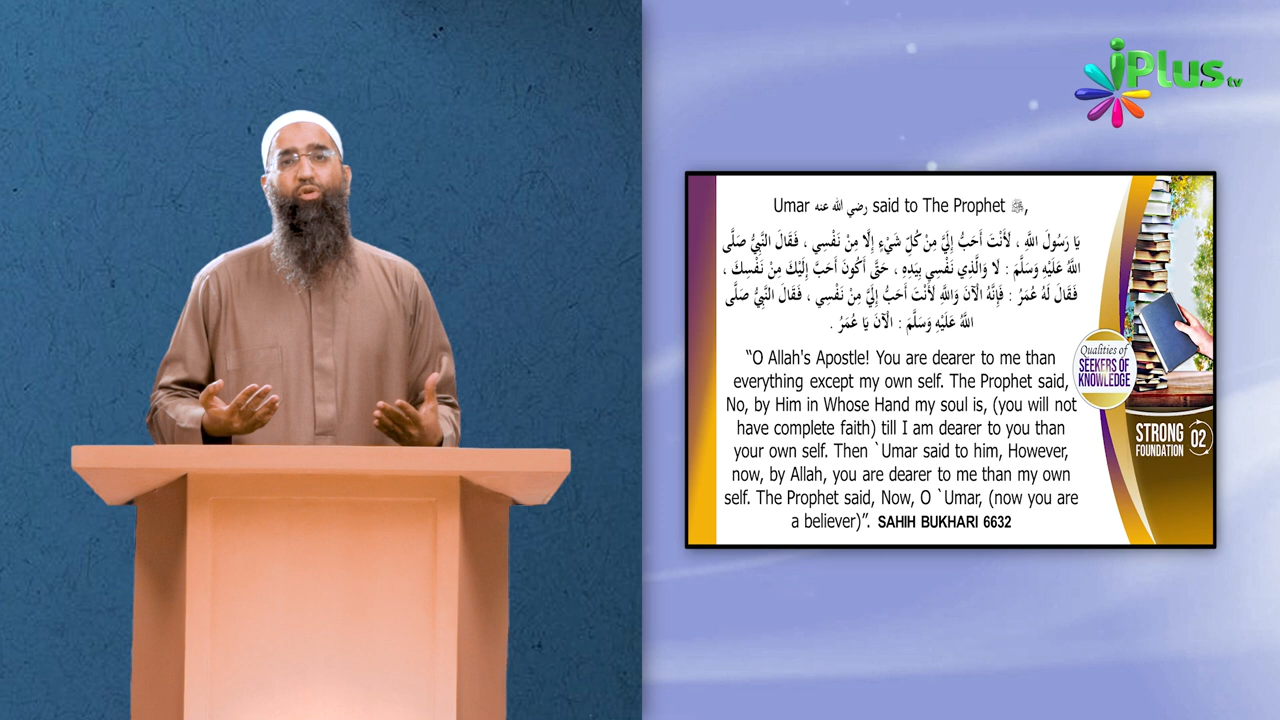 iPlus tv
Umar رضي الله عنه said to The Prophet ﷺ,
يَا رَسُولَ اللَّهِ ، لَأَنْتَ أَحَبُّ إِلَيَّ مِنْ كُلِّ شَيْءٍ إِلَّا مِنْ نَفْسِي ، فَقَالَ النَّبِيُّ صَلَّى
اللَّهُ عَلَيْهِ وَسَلَّمَ : لَا وَالَّذِي نَفْسِي بِيَدِهِ ، حَتَّى أَكُونَ أَحَبَّ إِلَيْكَ مِنْ نَفْسِكَ ،
فَقَالَ لَهُ عُمَرُ : فَإِنَّهُ الْآنَ وَاللَّهِ لَأَنْتَ أَحَبُّ إِلَيَّ مِنْ نَفْسِي ، فَقَالَ النَّبِيُّ صَلَّى
اللَّهُ عَلَيْهِ وَسَلَّمَ : الْآنَ يَا عُمَرُ .
“O Allah's Apostle! You are dearer to me than
everything except my own self. The Prophet said,
No, by Him in Whose Hand my soul is, (you will not
have complete faith) till I am dearer to you than
your own self. Then `Umar said to him, However,
now, by Allah, you are dearer to me than my own
self. The Prophet said, Now, O `Umar, (now you are
a believer)”. SAHIH BUKHARI 6632
Qualities of
SEEKERS OF
KNOWLEDGE
STRONG
FOUNDATION 02